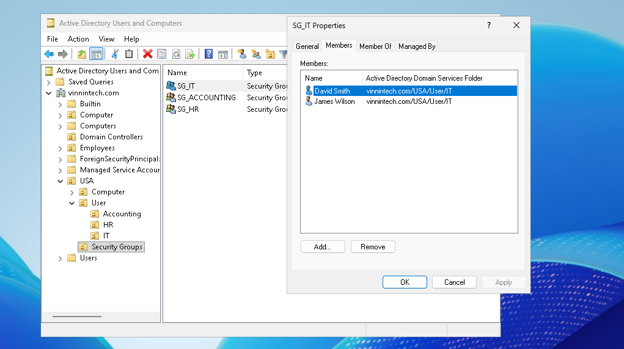 Active Directory Users and Computers
File Action View Help
Active Directory Users and Com
Saved Queries
vinnintech.com
Builtin
Computer
Computers
Domain Controllers
Employees
ForeignSecurityPrincipal:
Managed Service Accour
USA
Computer
User
Accounting
HR
IT
Security Groups
Users
Name Type
SG_IT Security Grou
SG_ACCOUNTING Security Grou
SG_HR Security Grou
SG_IT Properties ? ×
General Members Member Of Managed By
Members:
Name Active Directory Domain Services Folder
David Smith vinnintech.com/USA/User/IT
James Wilson vinnintech.com/USA/User/IT
Add... Remove
OK Cancel Apply